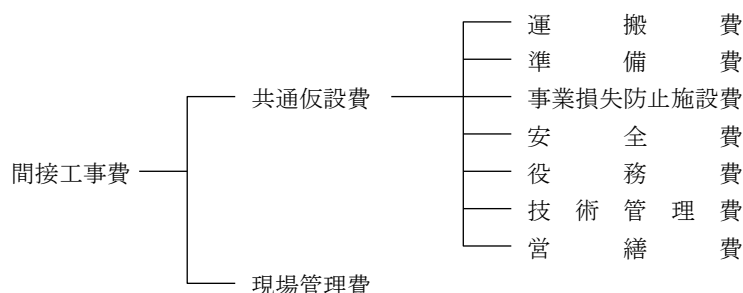 運搬費
準備費
共通仮設費
事業損失防止施設費
安全費
間接工事費
役務費
技術管理費
営繕費
現場管理費